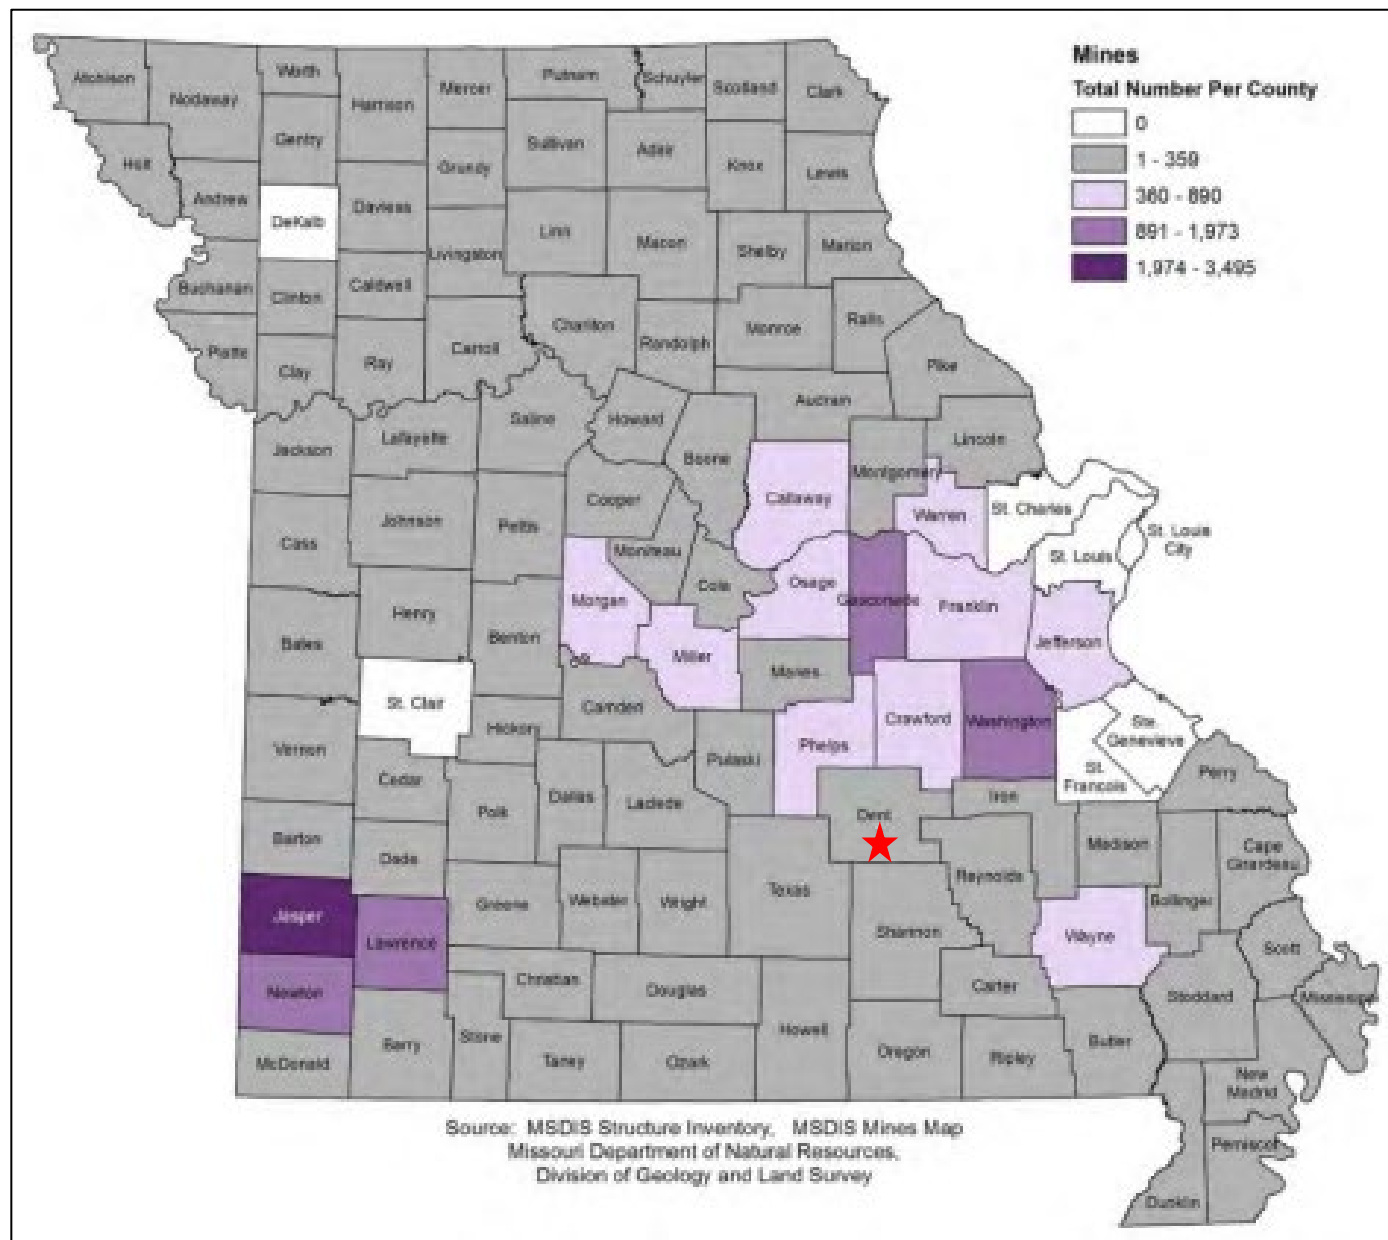 Mines
Total Number Per County
0
1 - 359
360 - 890
891 - 1,973
1,974 - 3,495
Atchison
Nodaway
Worth
Harrison
Mercer
Putnam
Schuyler
Scotland
Clark
Holt
Gentry
Sullivan
Adair
Knox
Lewis
Grundy
Andrew
DeKalb
Daviess
Livingston
Linn
Macon
Shelby
Marion
Buchanan
Clinton
Caldwell
Chariton
Randolph
Monroe
Ralls
Platte
Clay
Ray
Carroll
Pike
Audrain
Jackson
Lafayette
Saline
Howard
Boone
Callaway
Montgomery
Lincoln
Cooper
Warren
St. Charles
Cass
Johnson
Pettis
Moniteau
Cole
Osage
Gasconade
Franklin
St. Louis
St. Louis
City
Morgan
Henry
Bates
Benton
Miller
Maries
Jefferson
St. Clair
Camden
Hickory
Phelps
Crawford
Washington
Ste.
Genevieve
Vernon
Cedar
Polk
Dallas
Laclede
Pulaski
Dent
Iron
St.
Francois
Perry
Barton
Dade
Madison
Cape
Girardeau
Jasper
Lawrence
Greene
Webster
Wright
Texas
Shannon
Reynolds
Wayne
Bollinger
Scott
Newton
Christian
Douglas
Howell
Carter
Stoddard
Mississippi
McDonald
Barry
Stone
Taney
Ozark
Oregon
Ripley
Butler
New
Madrid
Pemiscot
Dunklin
Source: MSDIS Structure Inventory, MSDIS Mines Map
Missouri Department of Natural Resources,
Division of Geology and Land Survey